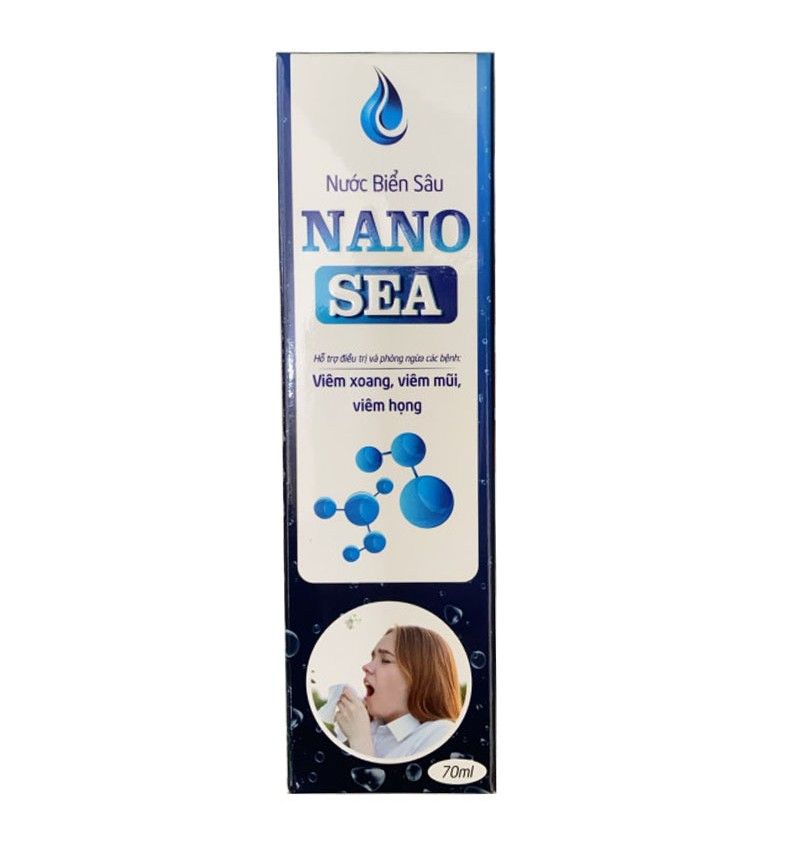 Nước Biển Sâu
NANO
SEA
Hỗ trợ điều trị và phòng ngừa các bệnh:
Viêm xoang, viêm mũi,
viêm họng
70ml